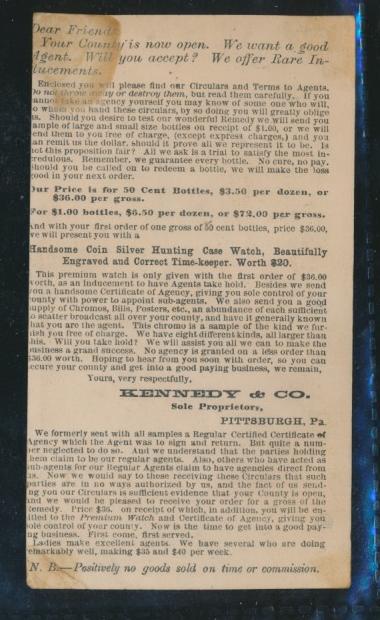 Dear Friend:
Your County is now open. We want a good
Agent. Will you accept? We offer Rare In-
ducements.
Enclosed you will please find our Circulars and Terms to Agents.
Do not throw away or destroy them, but read them carefully. If you
cannot take an agency yourself you may know of some one who will,
to whom you hand these circulars, by so doing you will greatly oblige
us. Should you desire to test our wonderful Remedy we will send you
sample of large and small size bottles on receipt of $1.00, or we will
send them to you free of charge, (except express charges,) and you
can remit us the dollar, should it prove all we represent it to be. Is
not this proposition fair? All we ask is a trial to satisfy the most in-
credulous. Remember, we guarantee every bottle. No cure, no pay.
Should you be called on to redeem a bottle, we will make the loss
good in your next order.
Our Price is for 50 Cent Bottles, $3.50 per dozen, or
$36.00 per gross.
For $1.00 bottles, $6.50 per dozen, or $72.00 per gross.
And with your first order of one gross of 50 cent bottles, price $36.00,
we will present you with a
Handsome Coin Silver Hunting Case Watch, Beautifully
Engraved and Correct Time-keeper. Worth $20.
This premium watch is only given with the first order of $36.00
worth, as an Inducement to have Agents take hold. Besides we send
you a handsome Certificate of Agency, giving you sole control of your
county with power to appoint sub-agents. We also send you a good
supply of Chromos, Bills, Posters, etc., an abundance of each sufficient
to scatter broadcast all over your county, and have it generally known
that you are the agent. This chromo is a sample of the kind we fur-
nish you free of charge. We have eight different kinds, all larger than
this. Will you take hold? We will assist you all we can to make the
business a grand success. No agency is granted on a less order than
$36.00 worth. Hoping to hear from you soon with order, so you can
secure your county and get into a good paying business, we remain,
Yours, very respectfully,
KENNEDY & CO.
Sole Proprietors,
PITTSBURGH, Pa.
We formerly sent with all samples a Regular Certified Certificate of
Agency which the Agent was to sign and return. But quite a num-
ber neglected to do so. And we understand that the parties holding
them claim to be our regular agents. Also, others who have acted as
sub-agents for our Regular Agents claim to have agencies direct from
us. Now we would say to those receiving these Circulars that such
parties are in no ways authorized by us, and the fact of us send-
ing you our Circulars is sufficient evidence that your County is open,
and we would be pleased to receive your order for a gross of the
Remedy. Price $36. on receipt of which, in addition, you will be en-
titled to the Premium Watch and Certificate of Agency, giving you
sole control of your county. Now is the time to get into a good pay-
ing business. First come, first served.
Ladies make excellent agents. We have several who are doing
remarkably well, making $35 and $40 per week.
N. B.—Positively no goods sold on time or commission.